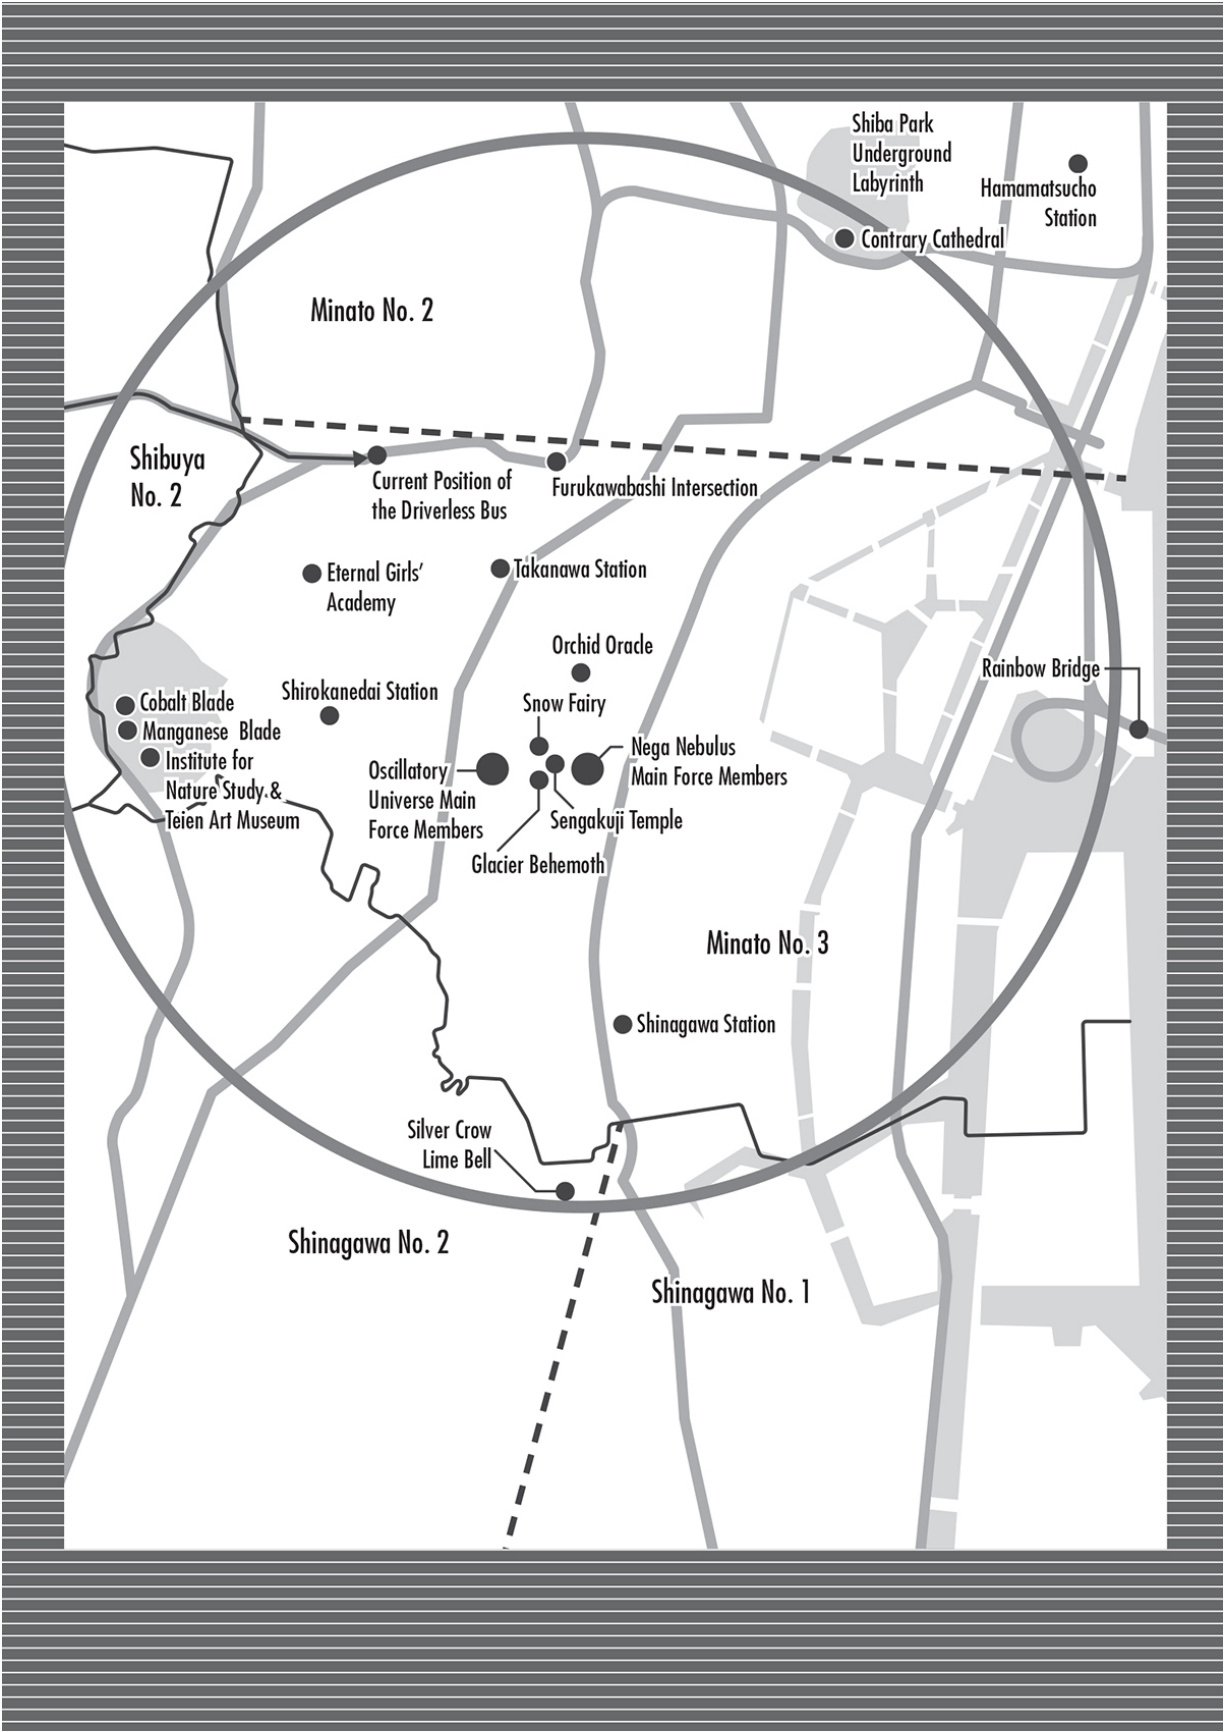 Shiba Park
Underground
Labyrinth
Hamamatsucho
Station
Contrary Cathedral
Minato No. 2
Shibuya
No. 2
Current Position of
the Driverless Bus
Furukawabashi Intersection
Eternal Girls’
Academy
Takanawa Station
Orchid Oracle
Rainbow Bridge
Cobalt Blade
Manganese Blade
Institute for
Nature Study &
Teien Art Museum
Shirokanedai Station
Snow Fairy
Oscillatory
Universe Main
Force Members
Nega Nebulus
Main Force Members
Sengakuji Temple
Glacier Behemoth
Minato No. 3
Shinagawa Station
Silver Crow
Lime Bell
Shinagawa No. 2
Shinagawa No. 1